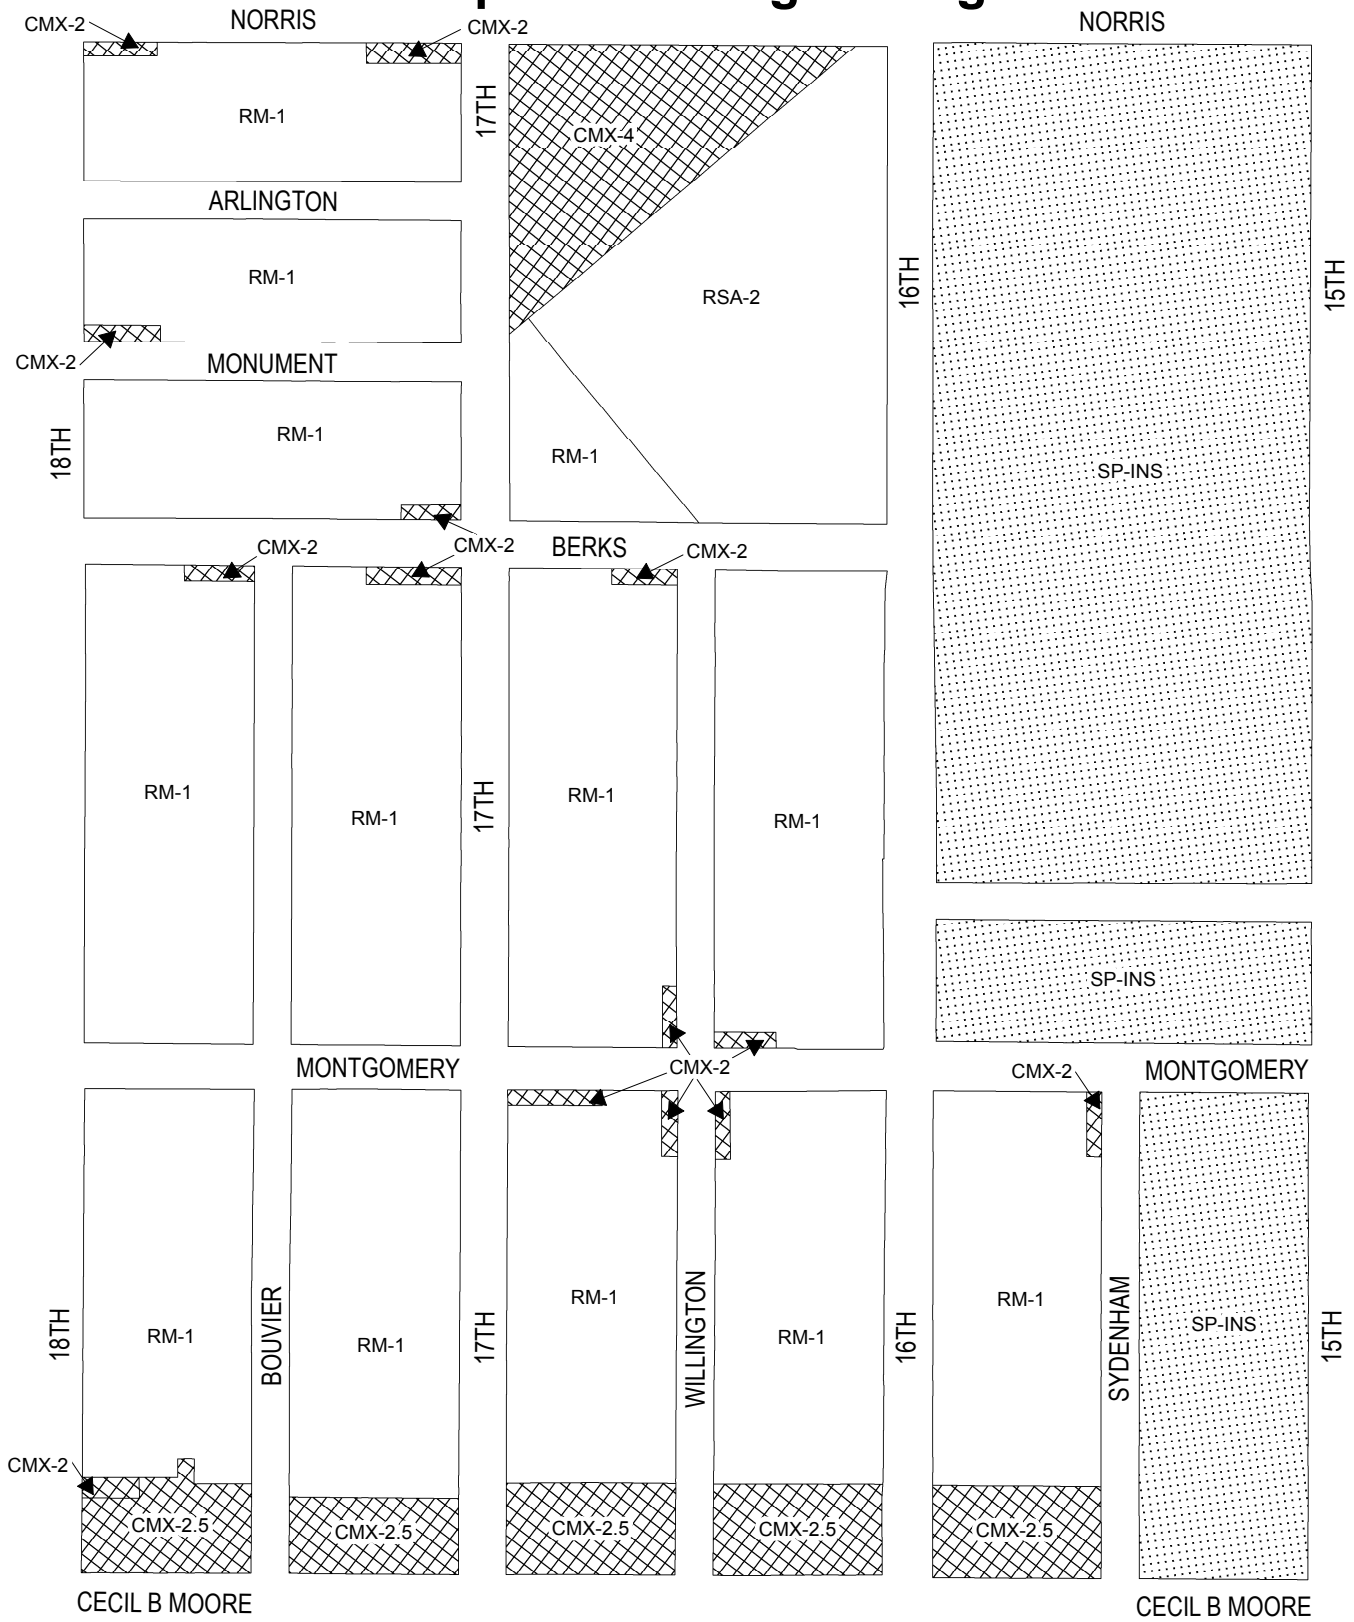 CMX-2
NORRIS
CMX-2
NORRIS
RM-1
17TH
CMX-4
ARLINGTON
RM-1
RSA-2
16TH
15TH
CMX-2
MONUMENT
18TH
RM-1
RM-1
SP-INS
CMX-2
CMX-2
BERKS
CMX-2
RM-1
RM-1
17TH
RM-1
RM-1
SP-INS
MONTGOMERY
CMX-2
CMX-2
MONTGOMERY
18TH
RM-1
BOUVIER
RM-1
17TH
RM-1
WILLINGTON
RM-1
16TH
RM-1
SYDENHAM
SP-INS
15TH
CMX-2
CMX-2.5
CMX-2.5
CMX-2.5
CMX-2.5
CMX-2.5
CECIL B MOORE
CECIL B MOORE